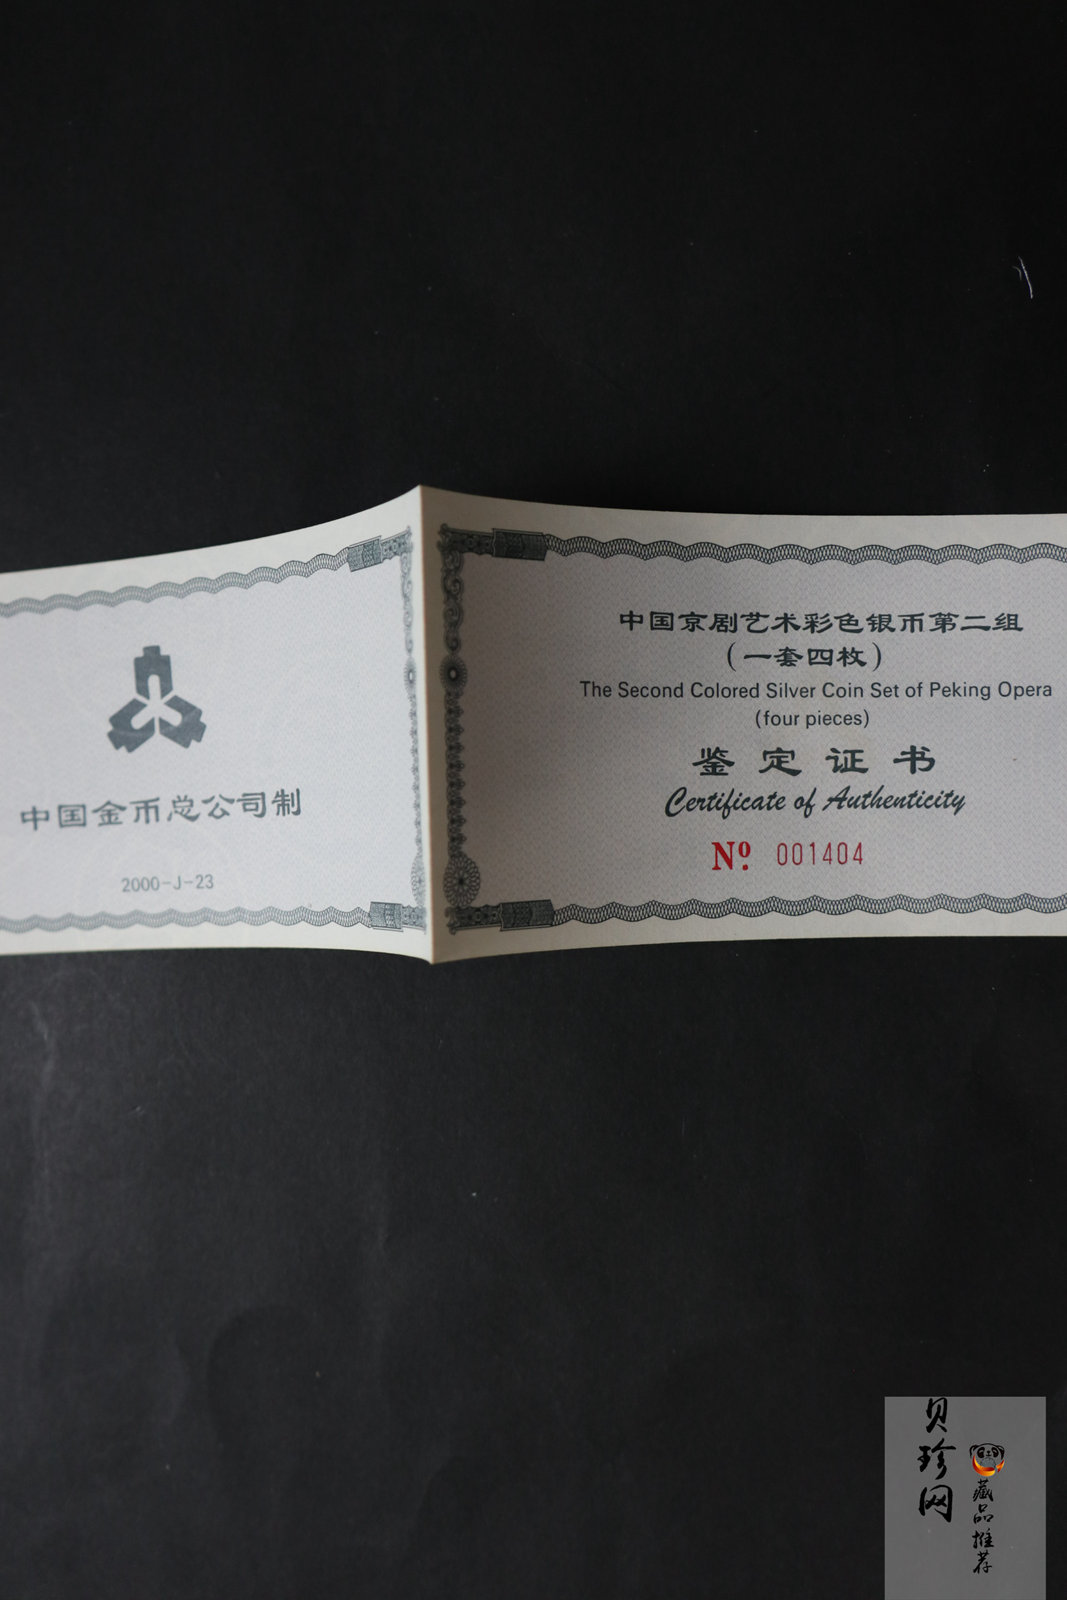 中国金币总公司制
2000-J-23
中国京剧艺术彩色银币第二组
(一套四枚)
The Second Colored Silver Coin Set of Peking Opera
(four pieces)
鉴定证书
Certificate of Authenticity
Nº. 001404
贝珍网
藏品推荐